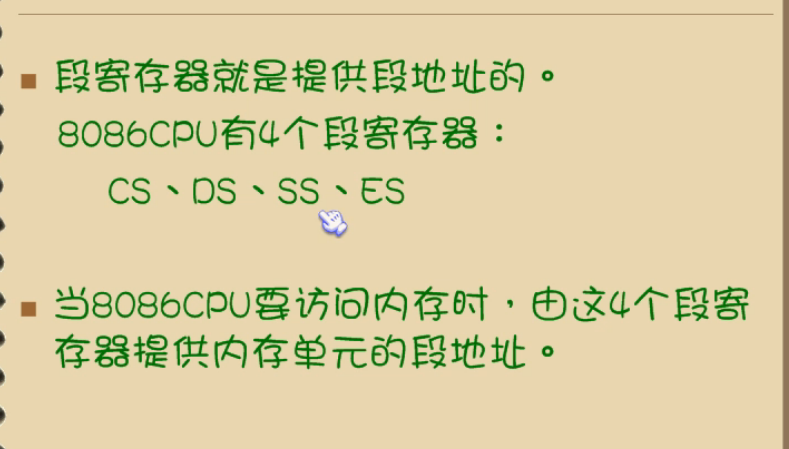 段寄存器就是提供段地址的。
8086CPU有4个段寄存器：
CS、DS、SS、ES
当8086CPU要访问内存时，由这4个段寄
存器提供内存单元的段地址。